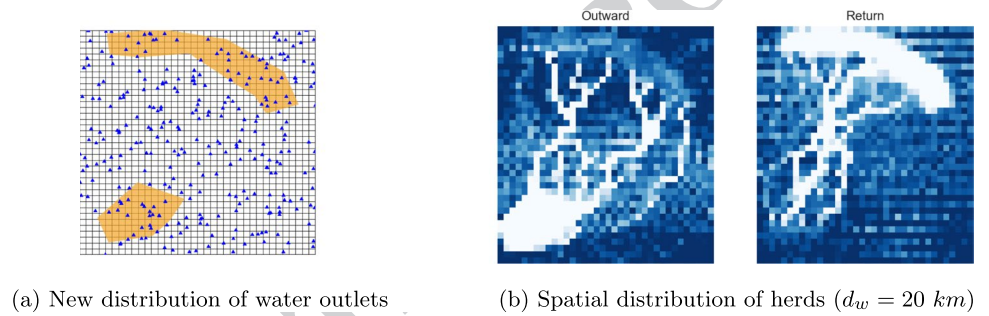 Outward
Return
(a) New distribution of water outlets
(b) Spatial distribution of herds (d_w = 20 km)